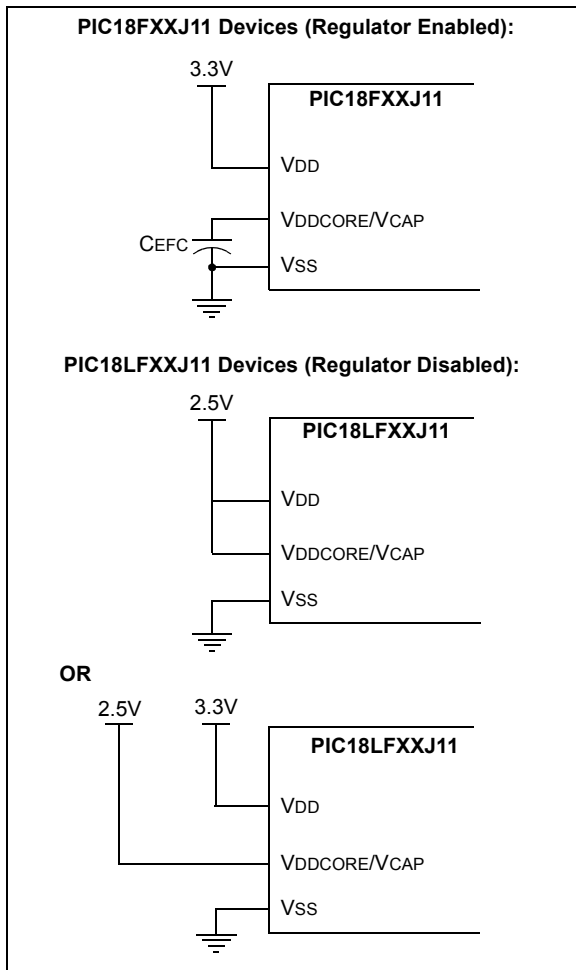 PIC18FXXJ11 Devices (Regulator Enabled):
3.3V
PIC18FXXJ11
VDD
VDDCORE/VCAP
CEFC
VSS
PIC18LFXXJ11 Devices (Regulator Disabled):
2.5V
PIC18LFXXJ11
VDD
VDDCORE/VCAP
VSS
OR
2.5V 3.3V
PIC18LFXXJ11
VDD
VDDCORE/VCAP
VSS